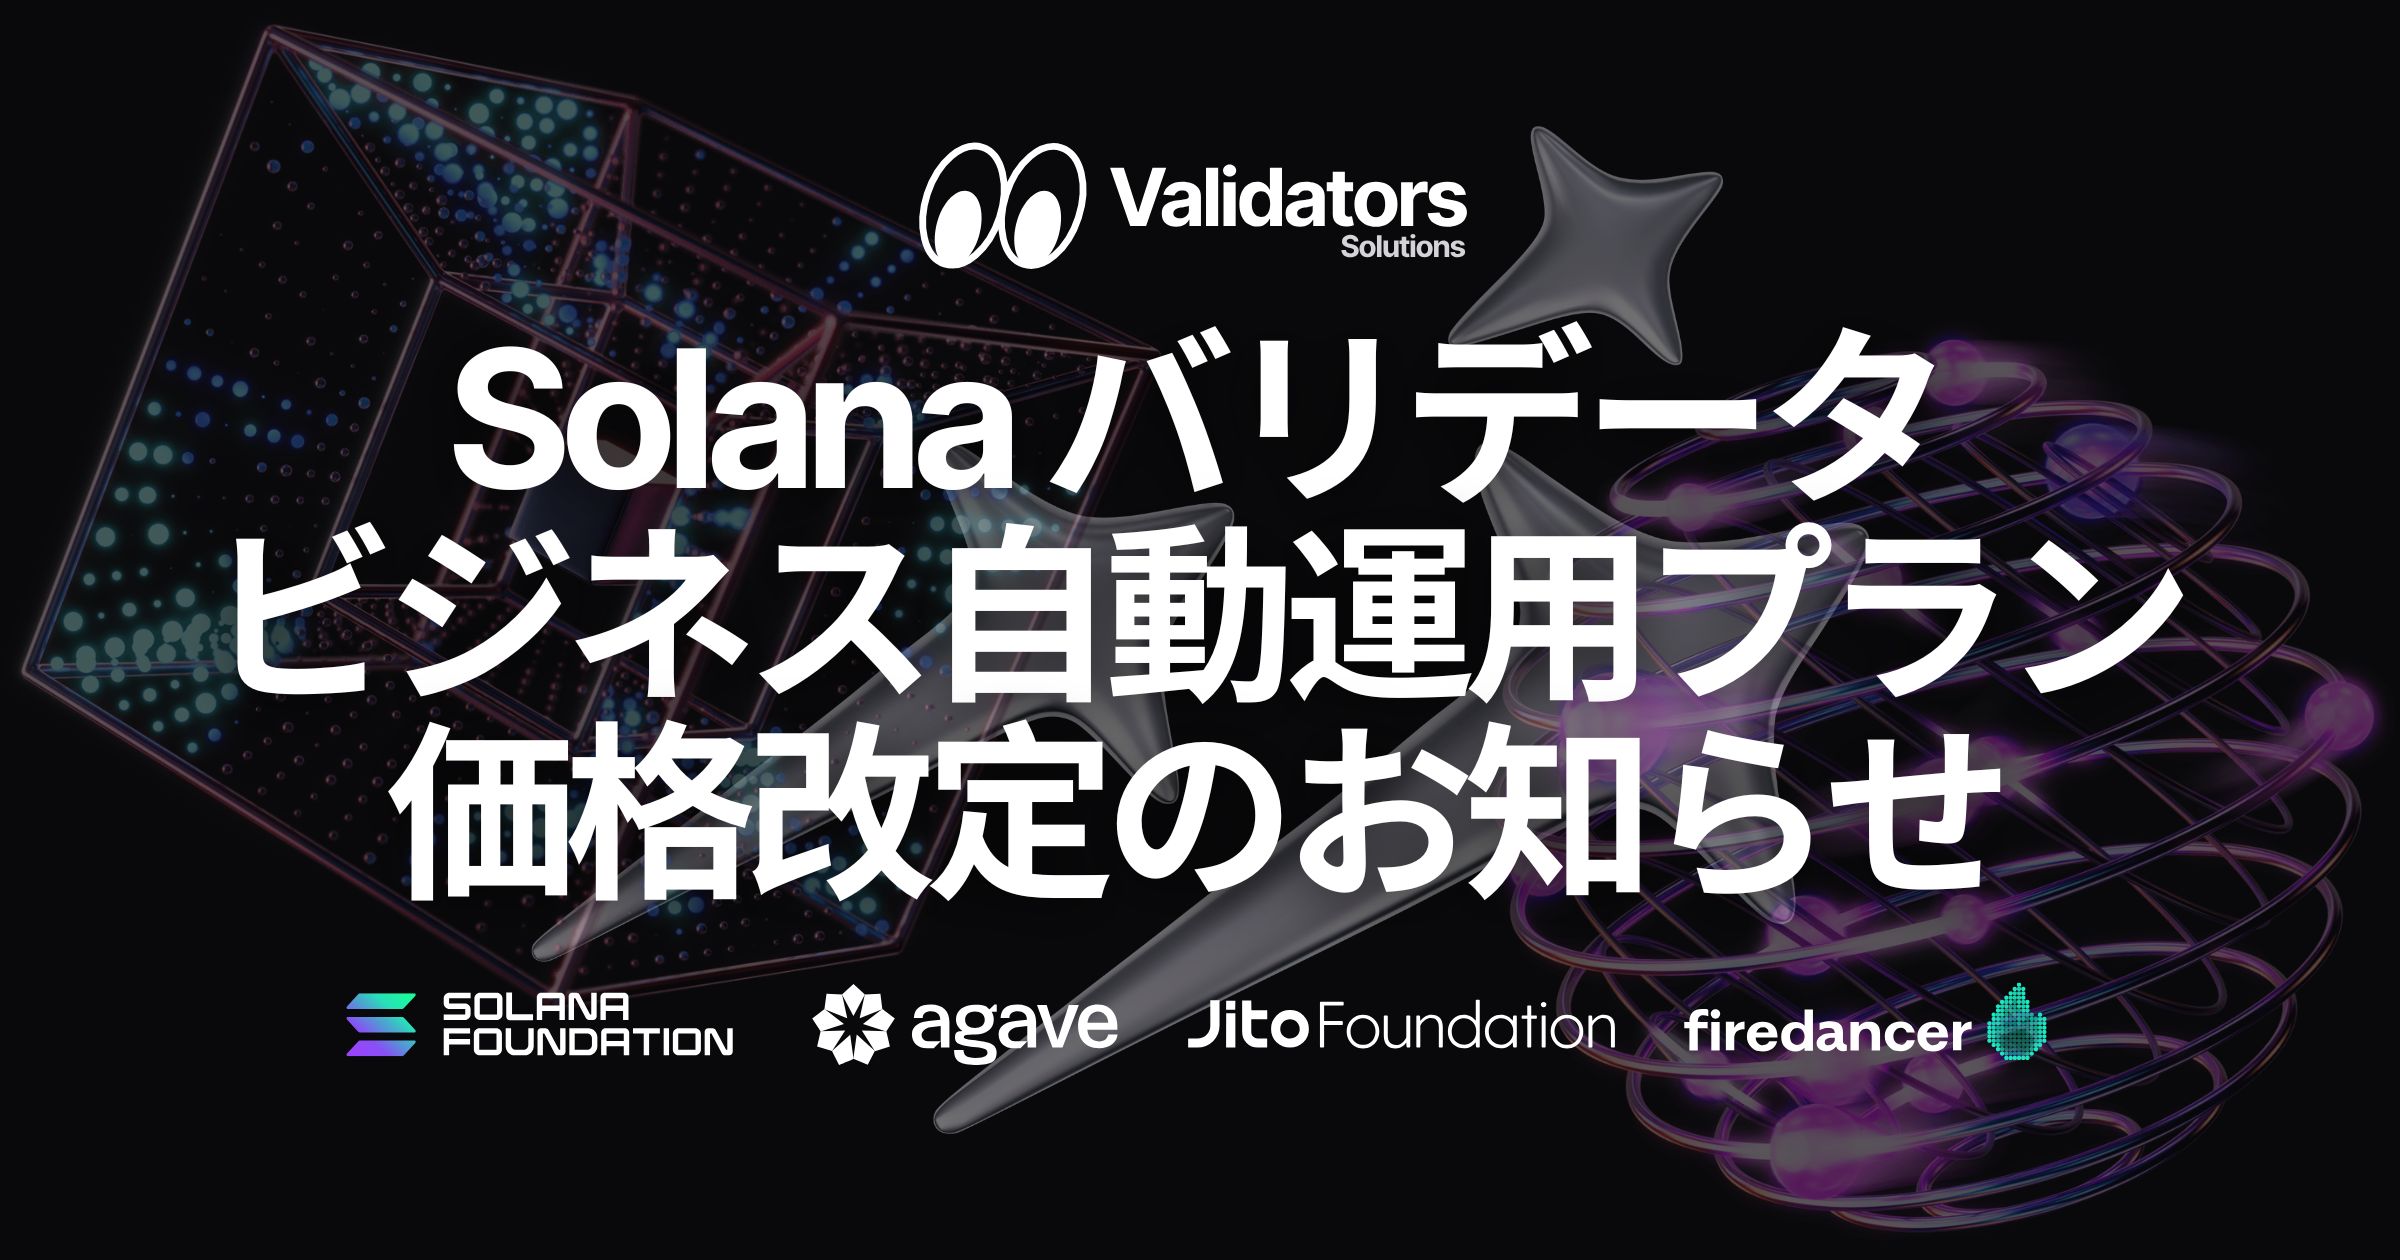 Validators
Solutions
Solana バリデータ
ビジネス自動運用プラン
価格改定のお知らせ
SOLANA
FOUNDATION
agave
Jito Foundation
firedancer